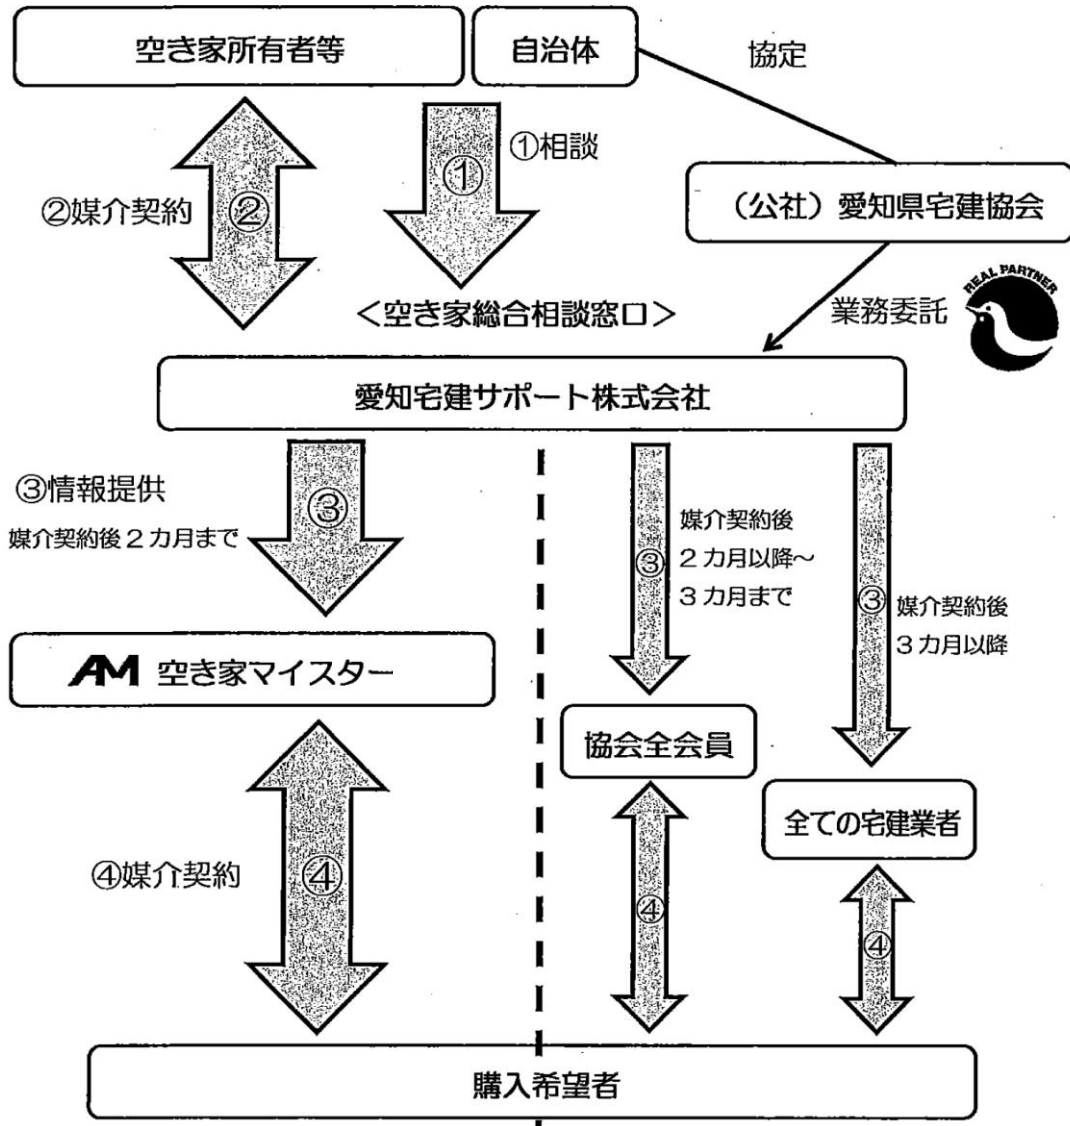 空き家所有者等
自治体
協定
①相談
①
②媒介契約
②
（公社）愛知県宅建協会
REAL PARTNER
業務委託
＜空き家総合相談窓口＞
愛知宅建サポート株式会社
③情報提供
媒介契約後２カ月まで
③
媒介契約後
２カ月以降～
３カ月まで
③
媒介契約後
３カ月以降
③
AM 空き家マイスター
協会全会員
全ての宅建業者
④媒介契約
④
④
④
購入希望者